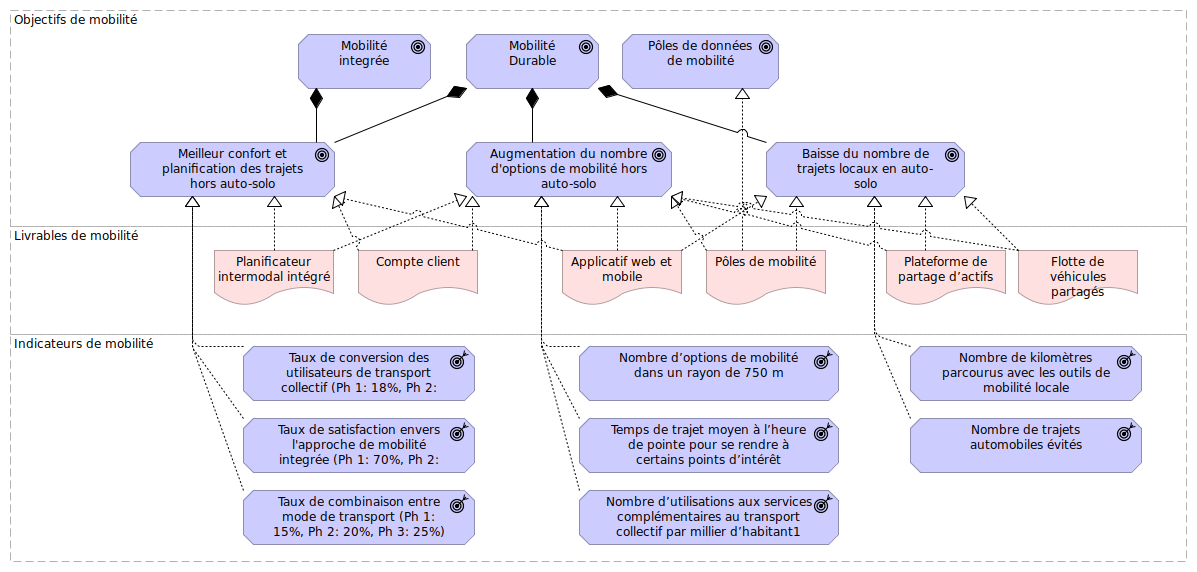 Objectifs de mobilité
Mobilité
integrée
Mobilité
Durable
Pôles de données
de mobilité
Meilleur confort et
planification des trajets
hors auto-solo
Augmentation du nombre
d'options de mobilité hors
auto-solo
Baisse du nombre de
trajets locaux en auto-
solo
Livrables de mobilité
Planificateur
intermodal intégré
Compte client
Applicatif web et
mobile
Pôles de mobilité
Plateforme de
partage d’actifs
Flotte de
véhicules
partagés
Indicateurs de mobilité
Taux de conversion des
utilisateurs de transport
collectif (Ph 1: 18%, Ph 2:
Nombre d’options de mobilité
dans un rayon de 750 m
Nombre de kilomètres
parcourus avec les outils de
mobilité locale
Taux de satisfaction envers
l'approche de mobilité
integrée (Ph 1: 70%, Ph 2:
Temps de trajet moyen à l’heure
de pointe pour se rendre à
certains points d’intérêt
Nombre de trajets
automobiles évités
Taux de combinaison entre
mode de transport (Ph 1:
15%, Ph 2: 20%, Ph 3: 25%)
Nombre d’utilisations aux services
complémentaires au transport
collectif par millier d’habitant1